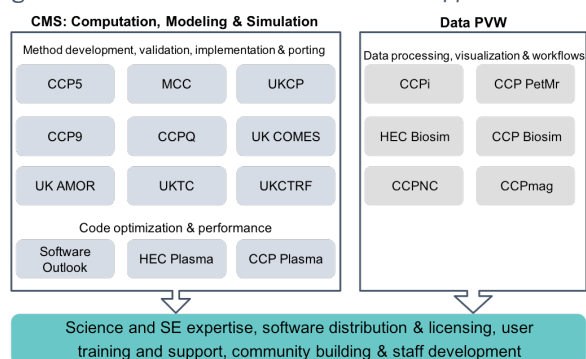 CMS: Computation, Modeling & Simulation
Method development, validation, implementation & porting
CCP5
MCC
UKCP
CCP9
CCPQ
UK COMES
UK AMOR
UKTC
UKCTRF
Code optimization & performance
Software
Outlook
HEC Plasma
CCP Plasma
Data PVW
Data processing, visualization & workflows
CCPi
CCP PetMr
HEC Biosim
CCP Biosim
CCPNC
CCPmag
Science and SE expertise, software distribution & licensing, user
training and support, community building & staff development